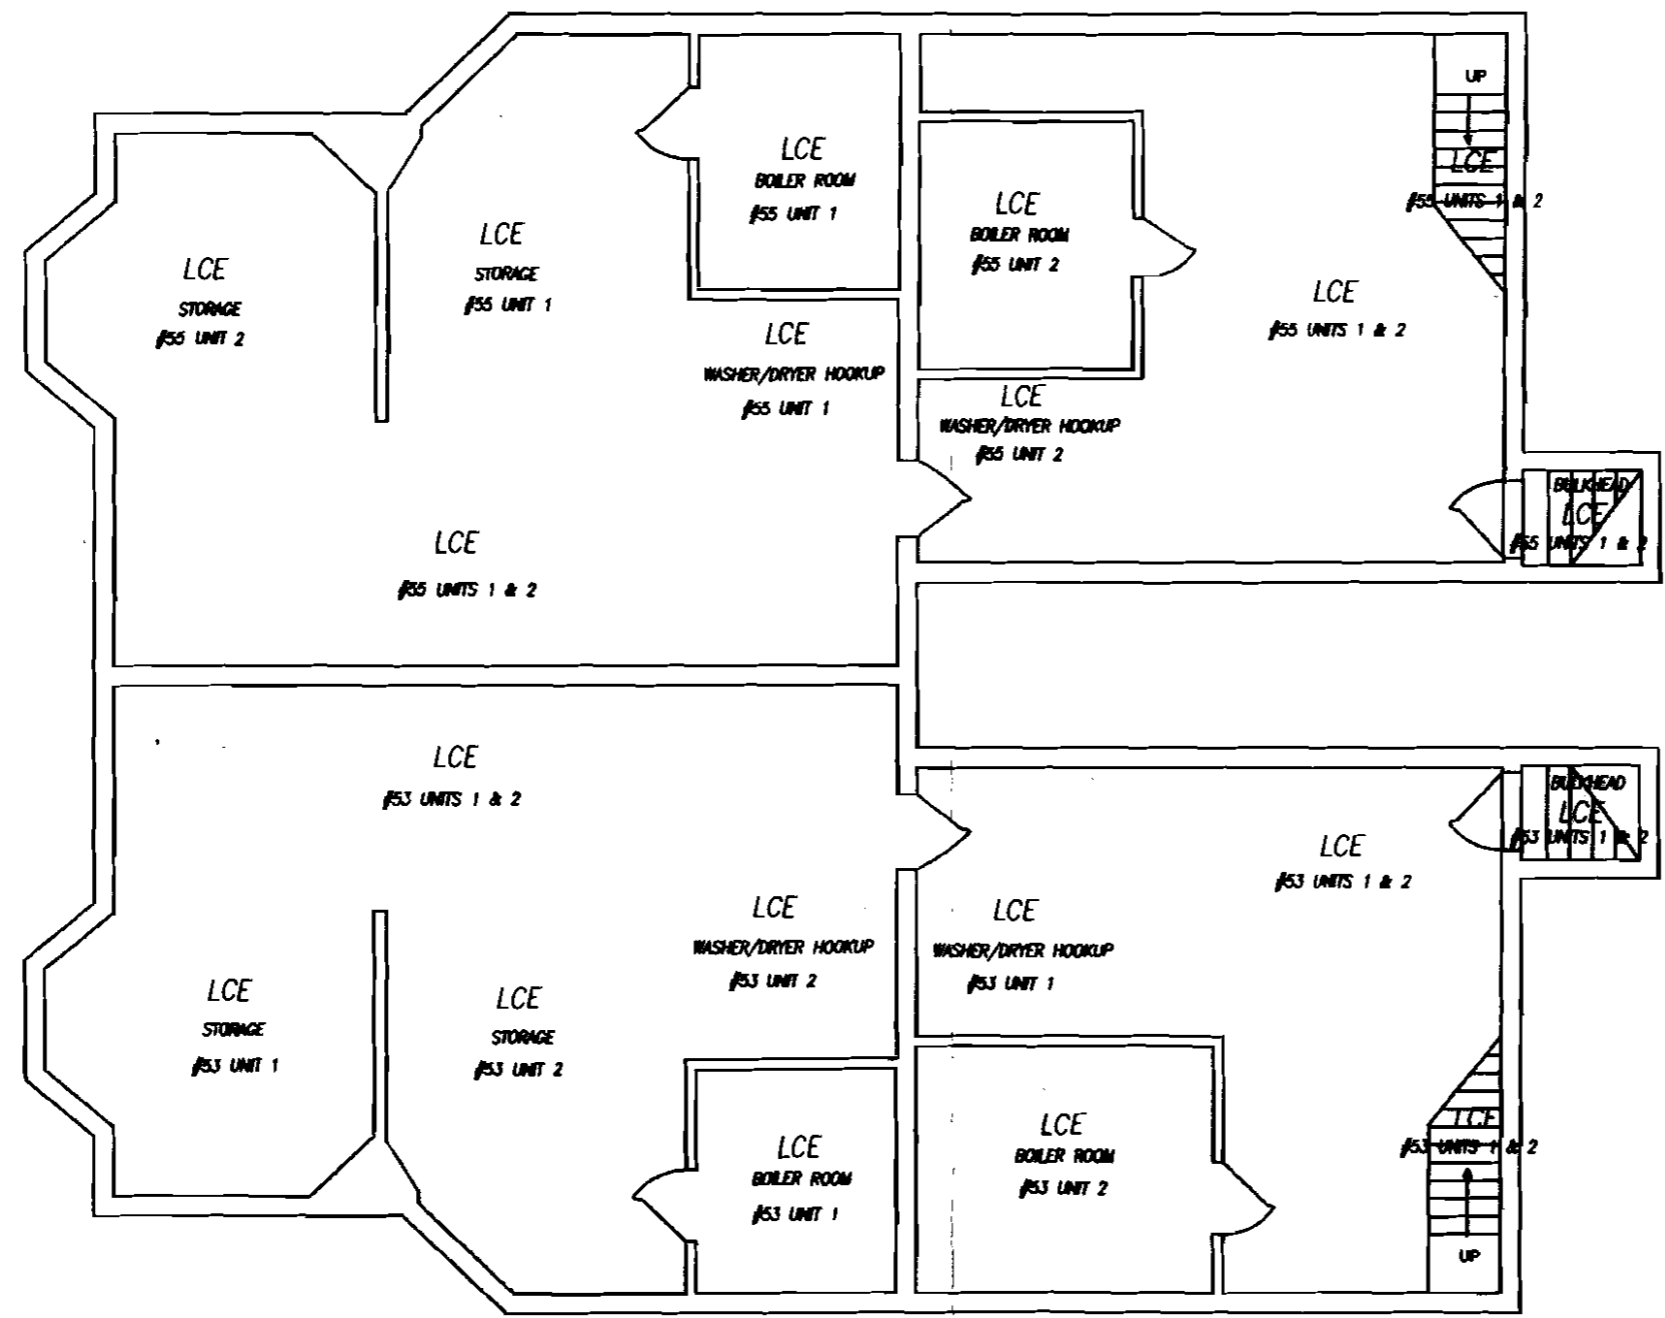 UP
LCE
#55 UNITS 1 & 2
LCE
BOILER ROOM
#55 UNIT 1
LCE
BOILER ROOM
#55 UNIT 2
LCE
STORAGE
#55 UNIT 1
LCE
STORAGE
#55 UNIT 2
LCE
#55 UNITS 1 & 2
LCE
WASHER/DRYER HOOKUP
#55 UNIT 1
LCE
WASHER/DRYER HOOKUP
#55 UNIT 2
BULKHEAD
LCE
#55 UNITS 1 & 2
LCE
#55 UNITS 1 & 2
LCE
#53 UNITS 1 & 2
BULKHEAD
LCE
#53 UNITS 1 & 2
LCE
#53 UNITS 1 & 2
LCE
WASHER/DRYER HOOKUP
#53 UNIT 2
LCE
WASHER/DRYER HOOKUP
#53 UNIT 1
LCE
STORAGE
#53 UNIT 1
LCE
STORAGE
#53 UNIT 2
LCE
BOILER ROOM
#53 UNIT 1
LCE
BOILER ROOM
#53 UNIT 2
LCE
#53 UNITS 1 & 2
UP